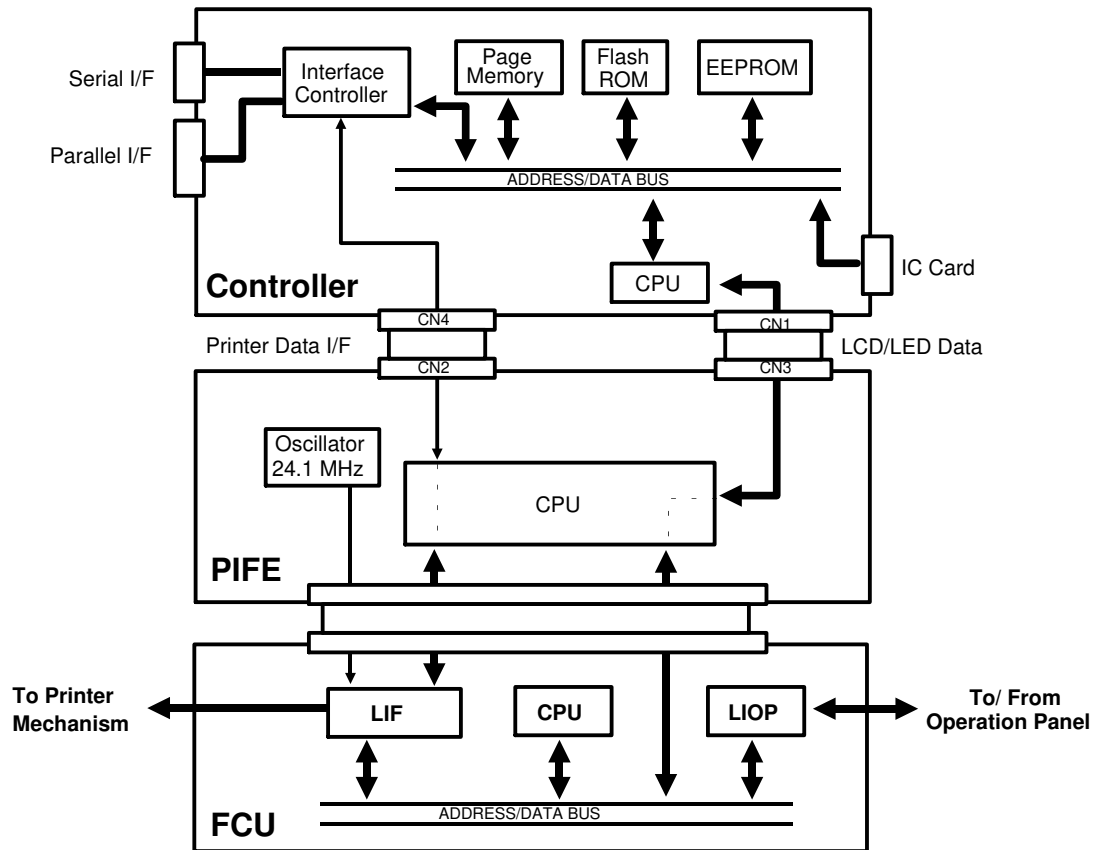 Serial I/F
Parallel I/F
Interface
Controller
Page
Memory
Flash
ROM
EEPROM
ADDRESS/DATA BUS
CPU
IC Card
Controller
CN4
CN1
Printer Data I/F
LCD/LED Data
CN2
CN3
Oscillator
24.1 MHz
CPU
PIFE
To Printer
Mechanism
LIF
CPU
LIOP
To/ From
Operation Panel
ADDRESS/DATA BUS
FCU